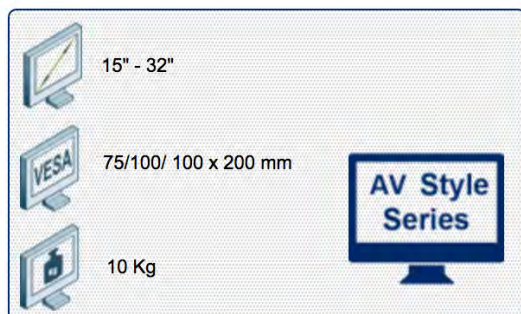 15" - 32"
VESA
75/100/ 100 x 200 mm
10 Kg
AV Style
Series